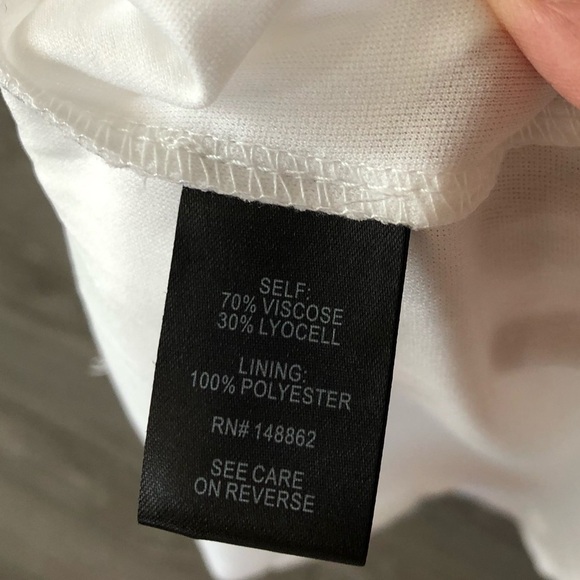 SELF:
70% VISCOSE
30% LYOCELL
LINING:
100% POLYESTER
RN# 148862
SEE CARE
ON REVERSE